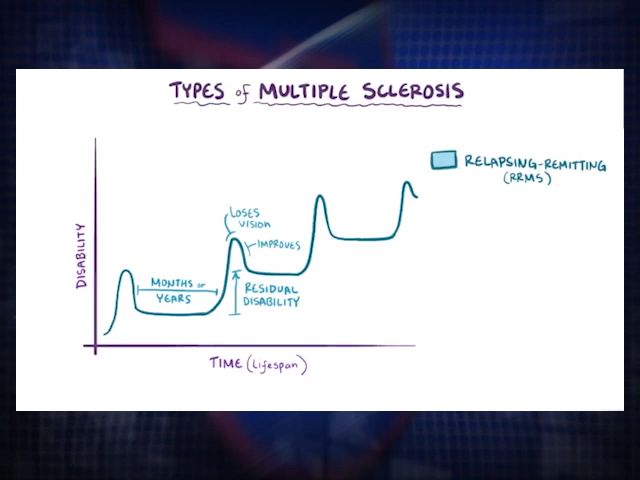 TYPES of MULTIPLE SCLEROSIS
RELAPSING-REMITTING
(RRMS)
LOSES
VISION
IMPROVES
DISABILITY
MONTHS or
YEARS
RESIDUAL
DISABILITY
TIME (Lifespan)